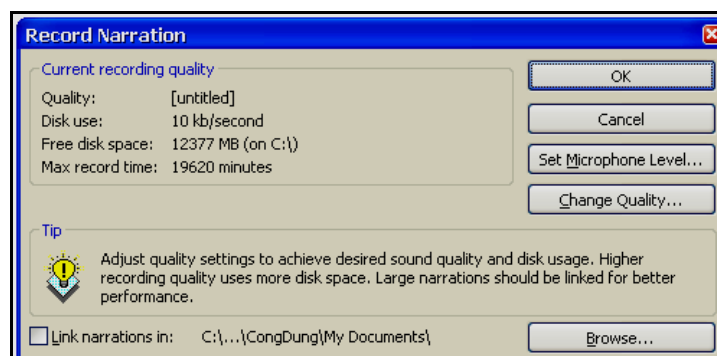 Record Narration
Current recording quality
Quality: [untitled]
Disk use: 10 kb/second
Free disk space: 12377 MB (on C:\)
Max record time: 19620 minutes
OK
Cancel
Set Microphone Level...
Change Quality...
Tip
Adjust quality settings to achieve desired sound quality and disk usage. Higher
recording quality uses more disk space. Large narrations should be linked for better
performance.
Link narrations in: C:\...\CongDung\My Documents\
Browse...